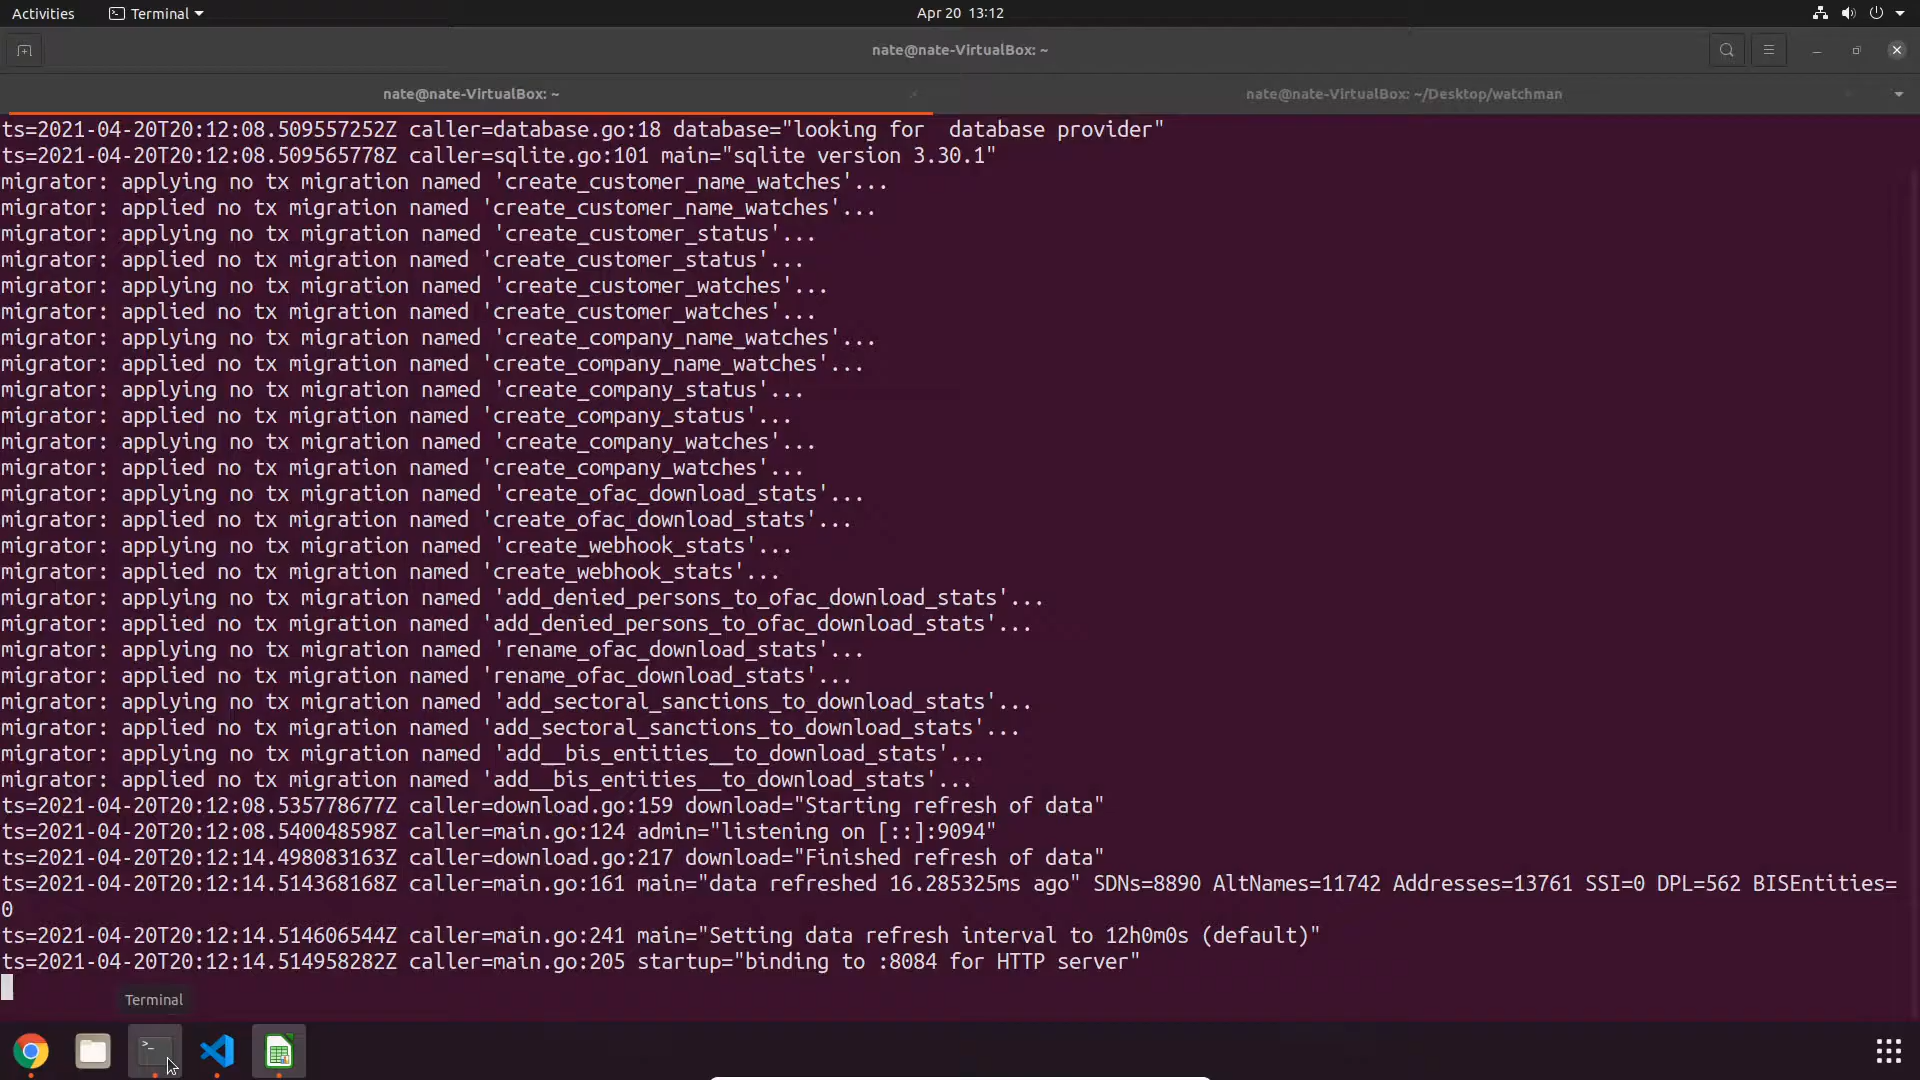 Activities
Terminal
Apr 20 13:12
nate@nate-VirtualBox: ~
nate@nate-VirtualBox: ~
nate@nate-VirtualBox: ~/Desktop/watchman
ts=2021-04-20T20:12:08.509557252Z caller=database.go:18 database="looking for  database provider"
ts=2021-04-20T20:12:08.509565778Z caller=sqlite.go:101 main="sqlite version 3.30.1"
migrator: applying no tx migration named 'create_customer_name_watches'...
migrator: applied no tx migration named 'create_customer_name_watches'...
migrator: applying no tx migration named 'create_customer_status'...
migrator: applied no tx migration named 'create_customer_status'...
migrator: applying no tx migration named 'create_customer_watches'...
migrator: applied no tx migration named 'create_customer_watches'...
migrator: applying no tx migration named 'create_company_name_watches'...
migrator: applied no tx migration named 'create_company_name_watches'...
migrator: applying no tx migration named 'create_company_status'...
migrator: applied no tx migration named 'create_company_status'...
migrator: applying no tx migration named 'create_company_watches'...
migrator: applied no tx migration named 'create_company_watches'...
migrator: applying no tx migration named 'create_ofac_download_stats'...
migrator: applied no tx migration named 'create_ofac_download_stats'...
migrator: applying no tx migration named 'create_webhook_stats'...
migrator: applied no tx migration named 'create_webhook_stats'...
migrator: applying no tx migration named 'add_denied_persons_to_ofac_download_stats'...
migrator: applied no tx migration named 'add_denied_persons_to_ofac_download_stats'...
migrator: applying no tx migration named 'rename_ofac_download_stats'...
migrator: applied no tx migration named 'rename_ofac_download_stats'...
migrator: applying no tx migration named 'add_sectoral_sanctions_to_download_stats'...
migrator: applied no tx migration named 'add_sectoral_sanctions_to_download_stats'...
migrator: applying no tx migration named 'add__bis_entities__to_download_stats'...
migrator: applied no tx migration named 'add__bis_entities__to_download_stats'...
ts=2021-04-20T20:12:08.535778677Z caller=download.go:159 download="Starting refresh of data"
ts=2021-04-20T20:12:08.540048598Z caller=main.go:124 admin="listening on [::]:9094"
ts=2021-04-20T20:12:14.498083163Z caller=download.go:217 download="Finished refresh of data"
ts=2021-04-20T20:12:14.514368168Z caller=main.go:161 main="data refreshed 16.285325ms ago" SDNs=8890 AltNames=11742 Addresses=13761 SSI=0 DPL=562 BISEntities=
0
ts=2021-04-20T20:12:14.514606544Z caller=main.go:241 main="Setting data refresh interval to 12h0m0s (default)"
ts=2021-04-20T20:12:14.514958282Z caller=main.go:205 startup="binding to :8084 for HTTP server"
Terminal